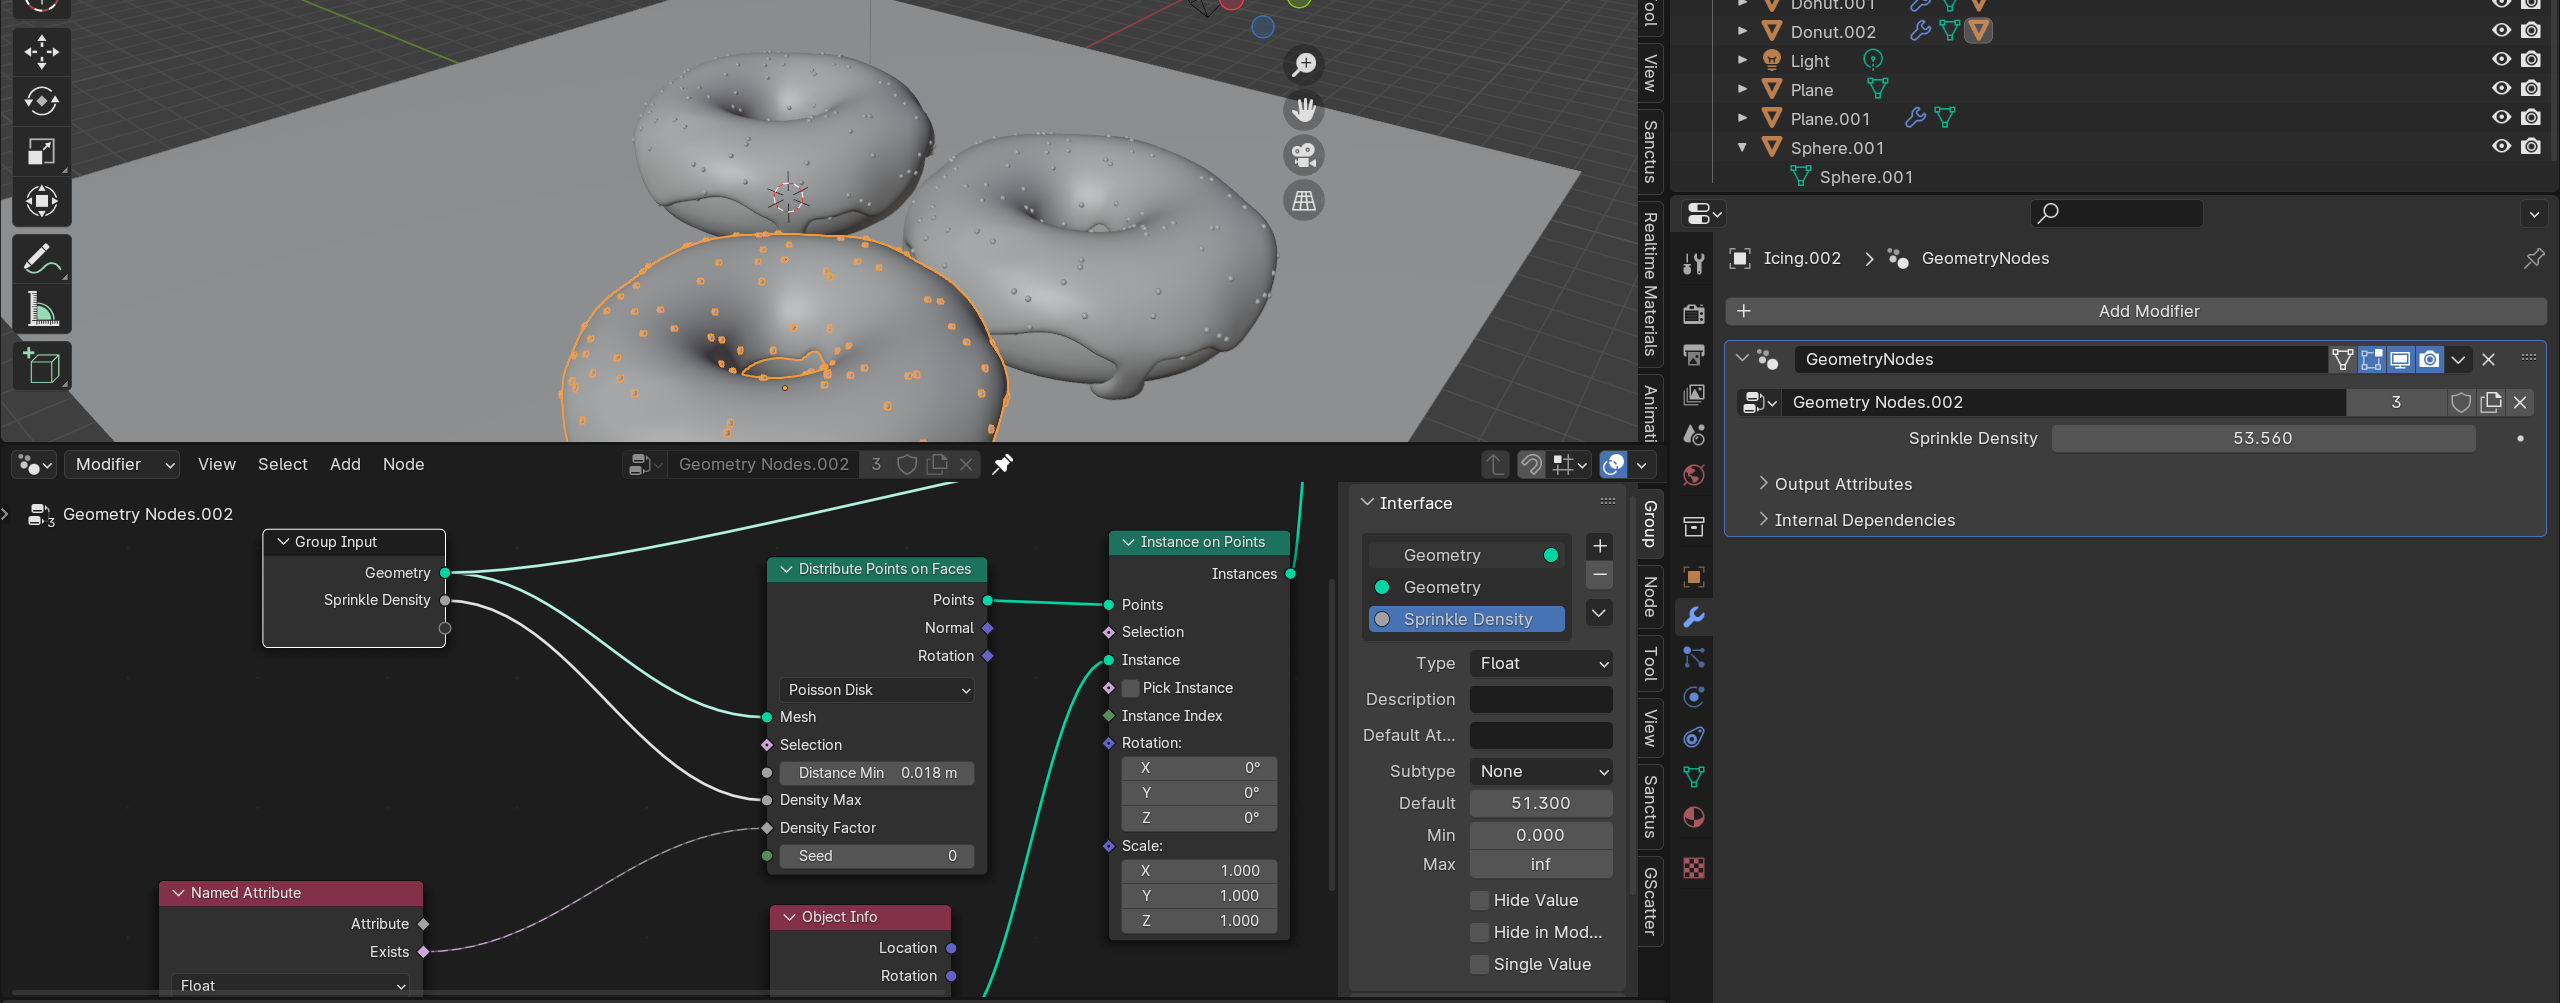 Tool
View
Sanctus
Realtime Materials
Animati
Donut.001
Donut.002
Light
Plane
Plane.001
Sphere.001
Sphere.001
Icing.002 > GeometryNodes
+ Add Modifier
GeometryNodes
Geometry Nodes.002 3
Sprinkle Density 53.560
Output Attributes
Internal Dependencies
Modifier View Select Add Node Geometry Nodes.002 3
3 Geometry Nodes.002
Group Input
Geometry
Sprinkle Density
Distribute Points on Faces
Points
Normal
Rotation
Poisson Disk
Mesh
Selection
Distance Min 0.018 m
Density Max
Density Factor
Seed 0
Named Attribute
Attribute
Exists
Float
Object Info
Location
Rotation
Instance on Points
Instances
Points
Selection
Instance
Pick Instance
Instance Index
Rotation:
X 0°
Y 0°
Z 0°
Scale:
X 1.000
Y 1.000
Z 1.000
Interface
Geometry
Geometry
Sprinkle Density
Type Float
Description
Default At...
Subtype None
Default 51.300
Min 0.000
Max inf
Hide Value
Hide in Mod...
Single Value
Group
Node
Tool
View
Sanctus
GScatter